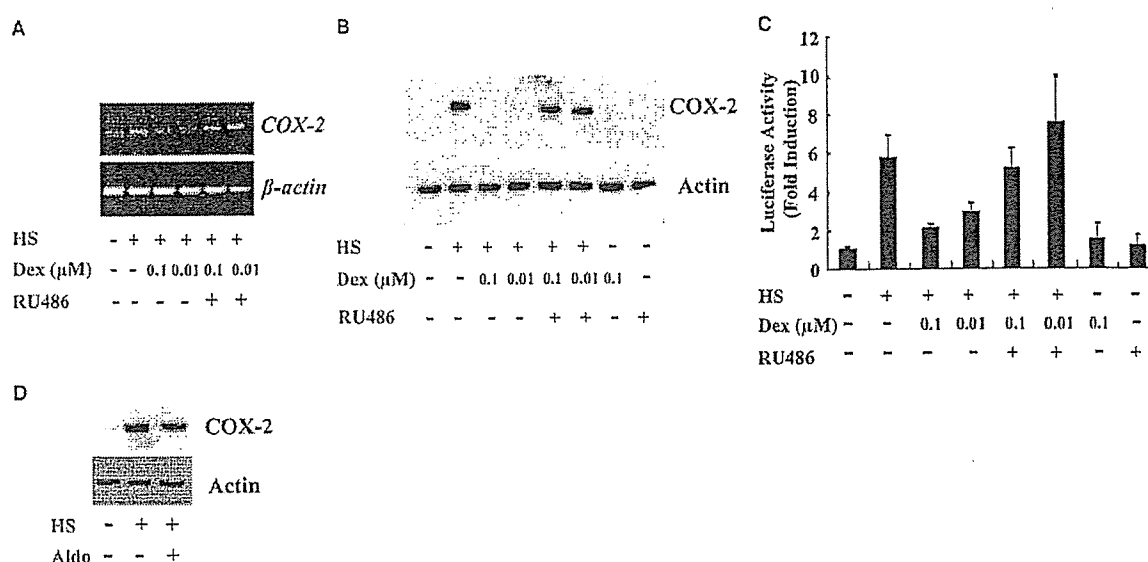 A
COX-2
β-actin
HS - + + + + +
Dex (µM) - - 0.1 0.01 0.1 0.01
RU486 - - - - + +
B
COX-2
Actin
HS - + + + + + - -
Dex (µM) - - 0.1 0.01 0.1 0.01 0.1 -
RU486 - - - - + + - +
C
Luciferase Activity
(Fold Induction)
12
10
8
6
4
2
0
HS - + + + + + - -
Dex (µM) - - 0.1 0.01 0.1 0.01 0.1 -
RU486 - - - - + + - +
D
COX-2
Actin
HS - + +
Aldo - - +